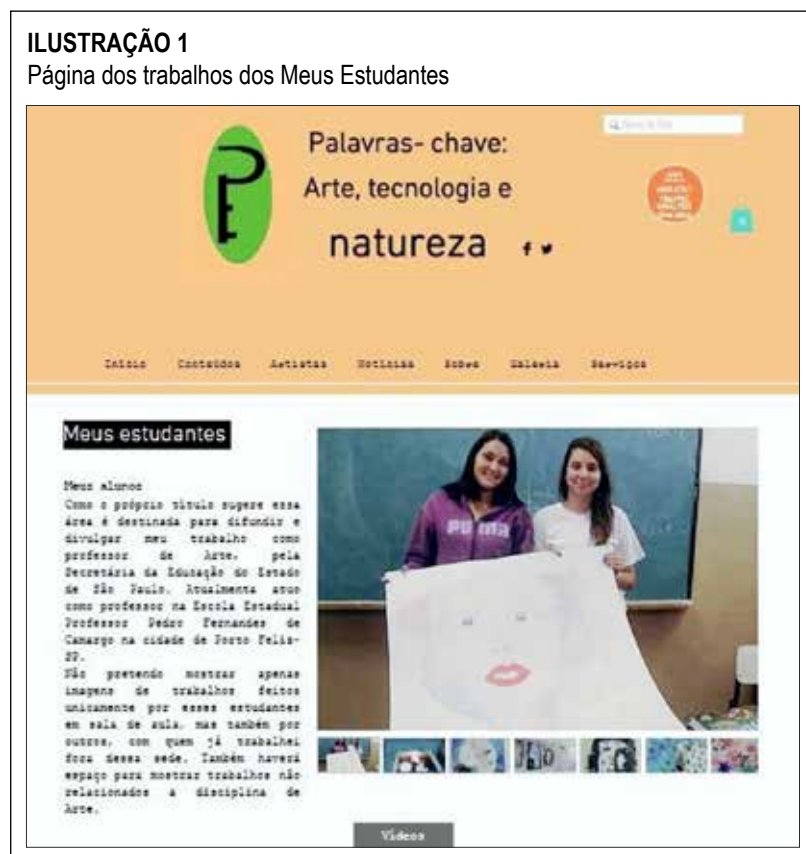 ILUSTRAÇÃO 1
Página dos trabalhos dos Meus Estudantes
Palavras- chave:
Arte, tecnologia e
natureza
Início Conteúdos Artistas Notícias Sobre Galeria Serviços
Meus estudantes
Meus alunos
Como o próprio título sugere essa
área é destinada para difundir e
divulgar meu trabalho como
professor de Arte, pela
Secretária da Educação do Estado
de São Paulo. Atualmente atuo
como professor na Escola Estadual
Professor Pedro Fernandes de
Camargo na cidade de Porto Felis-
SP.
Não pretendo mostrar apenas
imagens de trabalhos feitos
unicamente por esses estudantes
em sala de aula, mas também por
outros, com quem já trabalhei
fora dessa sede. Também haverá
espaço para mostrar trabalhos não
relacionados a disciplina de
Arte.
PUMA
Vídeos